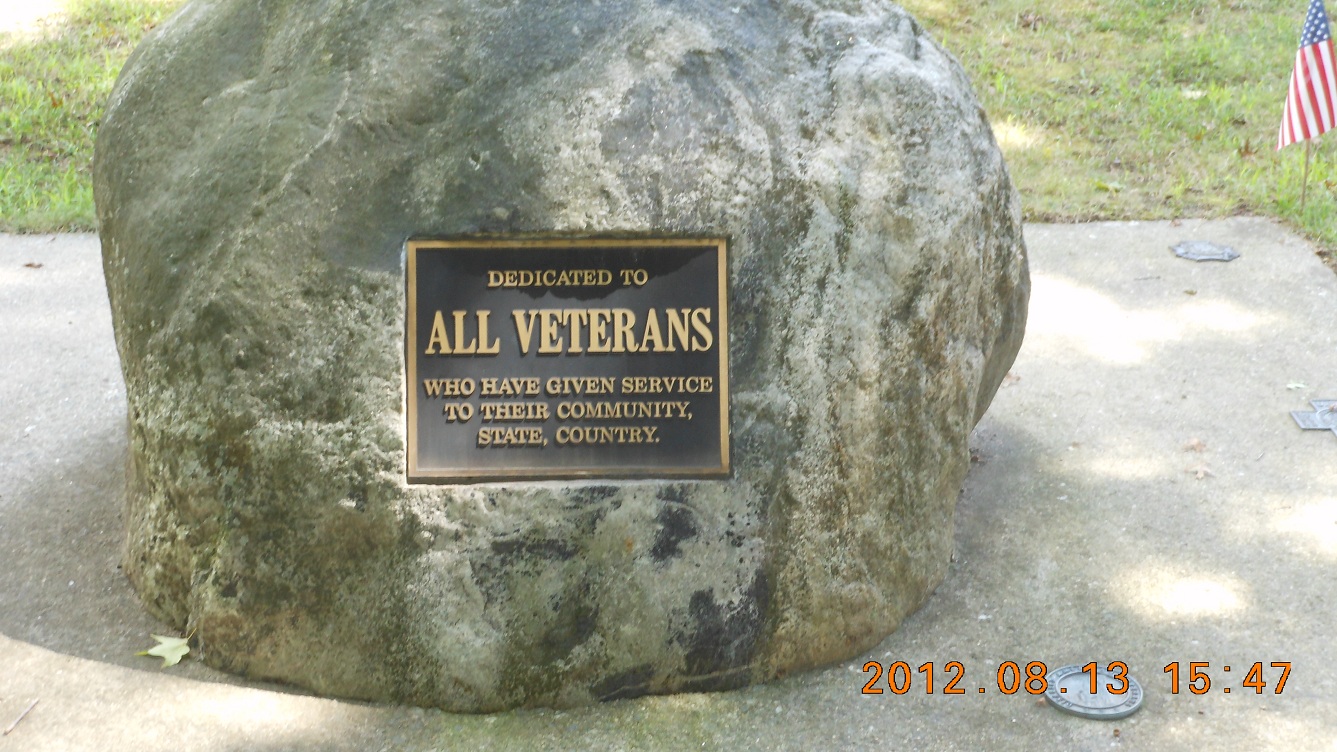 DEDICATED TO
ALL VETERANS
WHO HAVE GIVEN SERVICE
TO THEIR COMMUNITY,
STATE, COUNTRY.
2012.08.13 15:47